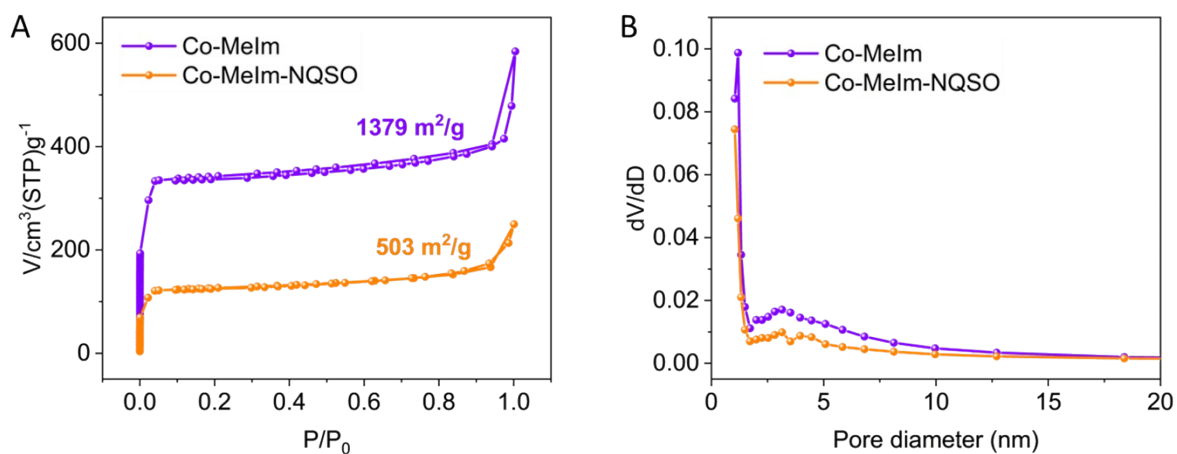 A
Co-MeIm
Co-MeIm-NQSO
1379 m²/g
503 m²/g
600
400
200
0
V/cm³(STP)g⁻¹
0.0 0.2 0.4 0.6 0.8 1.0
P/P₀
B
Co-MeIm
Co-MeIm-NQSO
0.10
0.08
0.06
0.04
0.02
0.00
dV/dD
0 5 10 15 20
Pore diameter (nm)